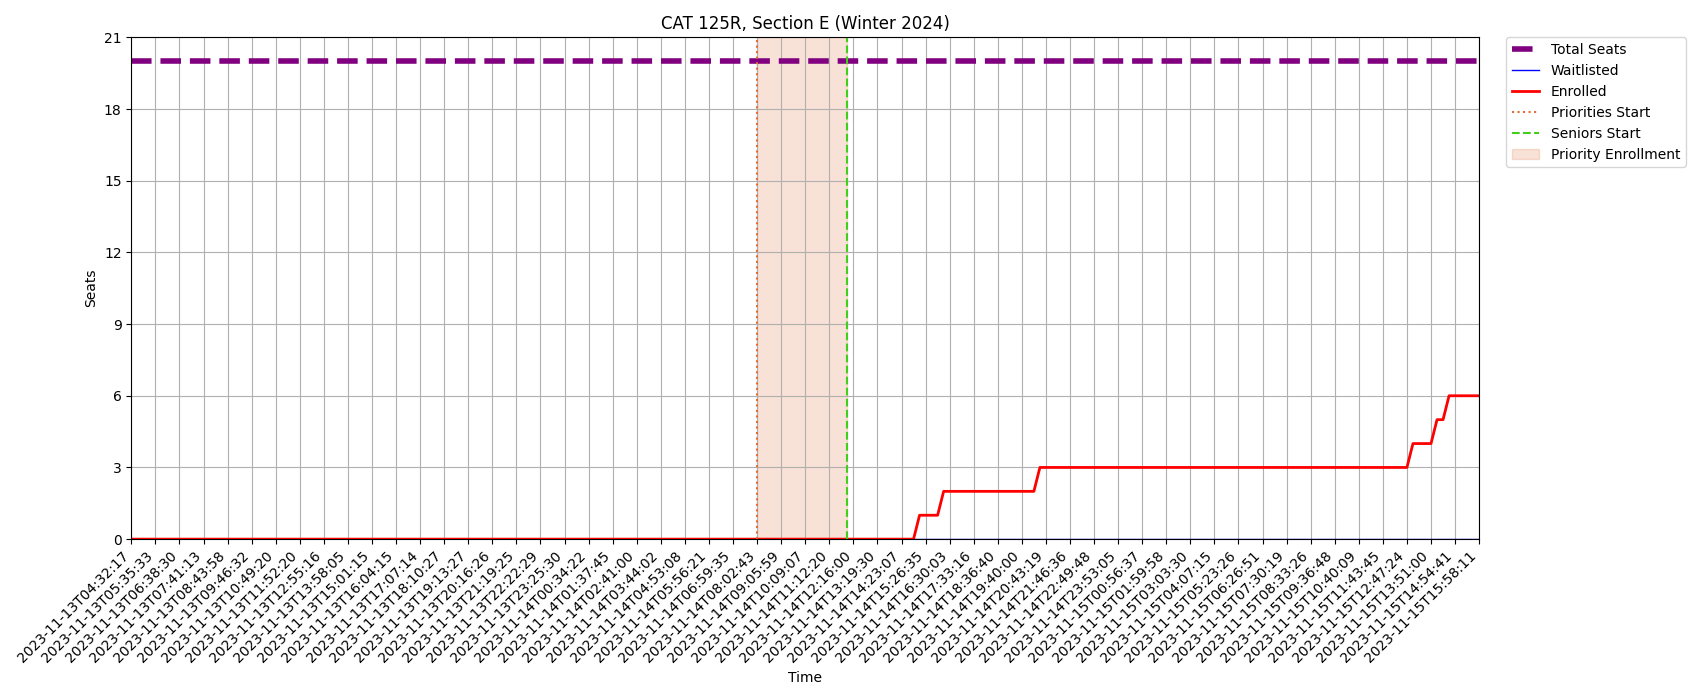 CAT 125R, Section E (Winter 2024)
21
18
15
12
9
6
3
0
Seats
2023-11-13T04:32:17
2023-11-13T05:35:33
2023-11-13T06:38:30
2023-11-13T07:41:13
2023-11-13T08:43:58
2023-11-13T09:46:32
2023-11-13T10:49:20
2023-11-13T11:52:20
2023-11-13T12:55:16
2023-11-13T13:58:05
2023-11-13T15:01:15
2023-11-13T16:04:15
2023-11-13T17:07:14
2023-11-13T18:10:27
2023-11-13T19:13:27
2023-11-13T20:16:26
2023-11-13T21:19:25
2023-11-13T22:22:29
2023-11-13T23:25:30
2023-11-14T00:34:22
2023-11-14T01:37:45
2023-11-14T02:41:00
2023-11-14T03:44:02
2023-11-14T04:53:08
2023-11-14T05:56:21
2023-11-14T06:59:35
2023-11-14T08:02:43
2023-11-14T09:05:59
2023-11-14T10:09:07
2023-11-14T11:12:20
2023-11-14T12:16:00
2023-11-14T13:19:30
2023-11-14T14:23:07
2023-11-14T15:26:35
2023-11-14T16:30:03
2023-11-14T17:33:16
2023-11-14T18:36:40
2023-11-14T19:40:00
2023-11-14T20:43:19
2023-11-14T21:46:36
2023-11-14T22:49:48
2023-11-14T23:53:05
2023-11-15T00:56:37
2023-11-15T01:59:58
2023-11-15T03:03:30
2023-11-15T04:07:15
2023-11-15T05:23:26
2023-11-15T06:26:51
2023-11-15T07:30:19
2023-11-15T08:33:26
2023-11-15T09:36:48
2023-11-15T10:40:09
2023-11-15T11:43:45
2023-11-15T12:47:24
2023-11-15T13:51:00
2023-11-15T14:54:41
2023-11-15T15:58:11
Time
Total Seats
Waitlisted
Enrolled
Priorities Start
Seniors Start
Priority Enrollment